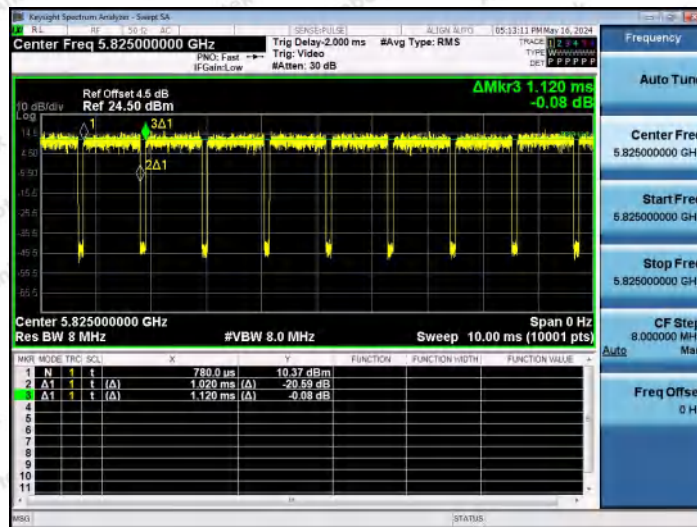 Keysight Spectrum Analyzer - Swept SA
RL RF 50 Ω AC SENSE:PULSE ALIGN AUTO 05:13:11 PM May 16, 2024
Center Freq 5.825000000 GHz
PNO: Fast
IFGain:Low
Trig Delay-2.000 ms
Trig: Video
#Atten: 30 dB
#Avg Type: RMS
TRACE 1 2 3 4 5 6
TYPE W
DET P P P P P P
Ref Offset 4.5 dB
10 dB/div Ref 24.50 dBm
Log
ΔMkr3 1.120 ms
-0.08 dB
14.5
4.50
-5.50
-15.5
-25.5
-35.5
-45.5
-55.5
-65.5
1
3Δ1
2Δ1
Center 5.825000000 GHz Span 0 Hz
Res BW 8 MHz #VBW 8.0 MHz Sweep 10.00 ms (10001 pts)
MKR MODE TRC SCL X Y FUNCTION FUNCTION WIDTH FUNCTION VALUE
1 N 1 t 780.0 µs 10.37 dBm
2 Δ1 1 t (Δ) 1.020 ms (Δ) -20.59 dB
3 Δ1 1 t (Δ) 1.120 ms (Δ) -0.08 dB
4
5
6
7
8
9
10
11
MSG STATUS
Frequency
Auto Tune
Center Freq
5.825000000 GH
Start Freq
5.825000000 GH
Stop Freq
5.825000000 GH
CF Step
8.000000 MH
Auto Ma
Freq Offse
0 H